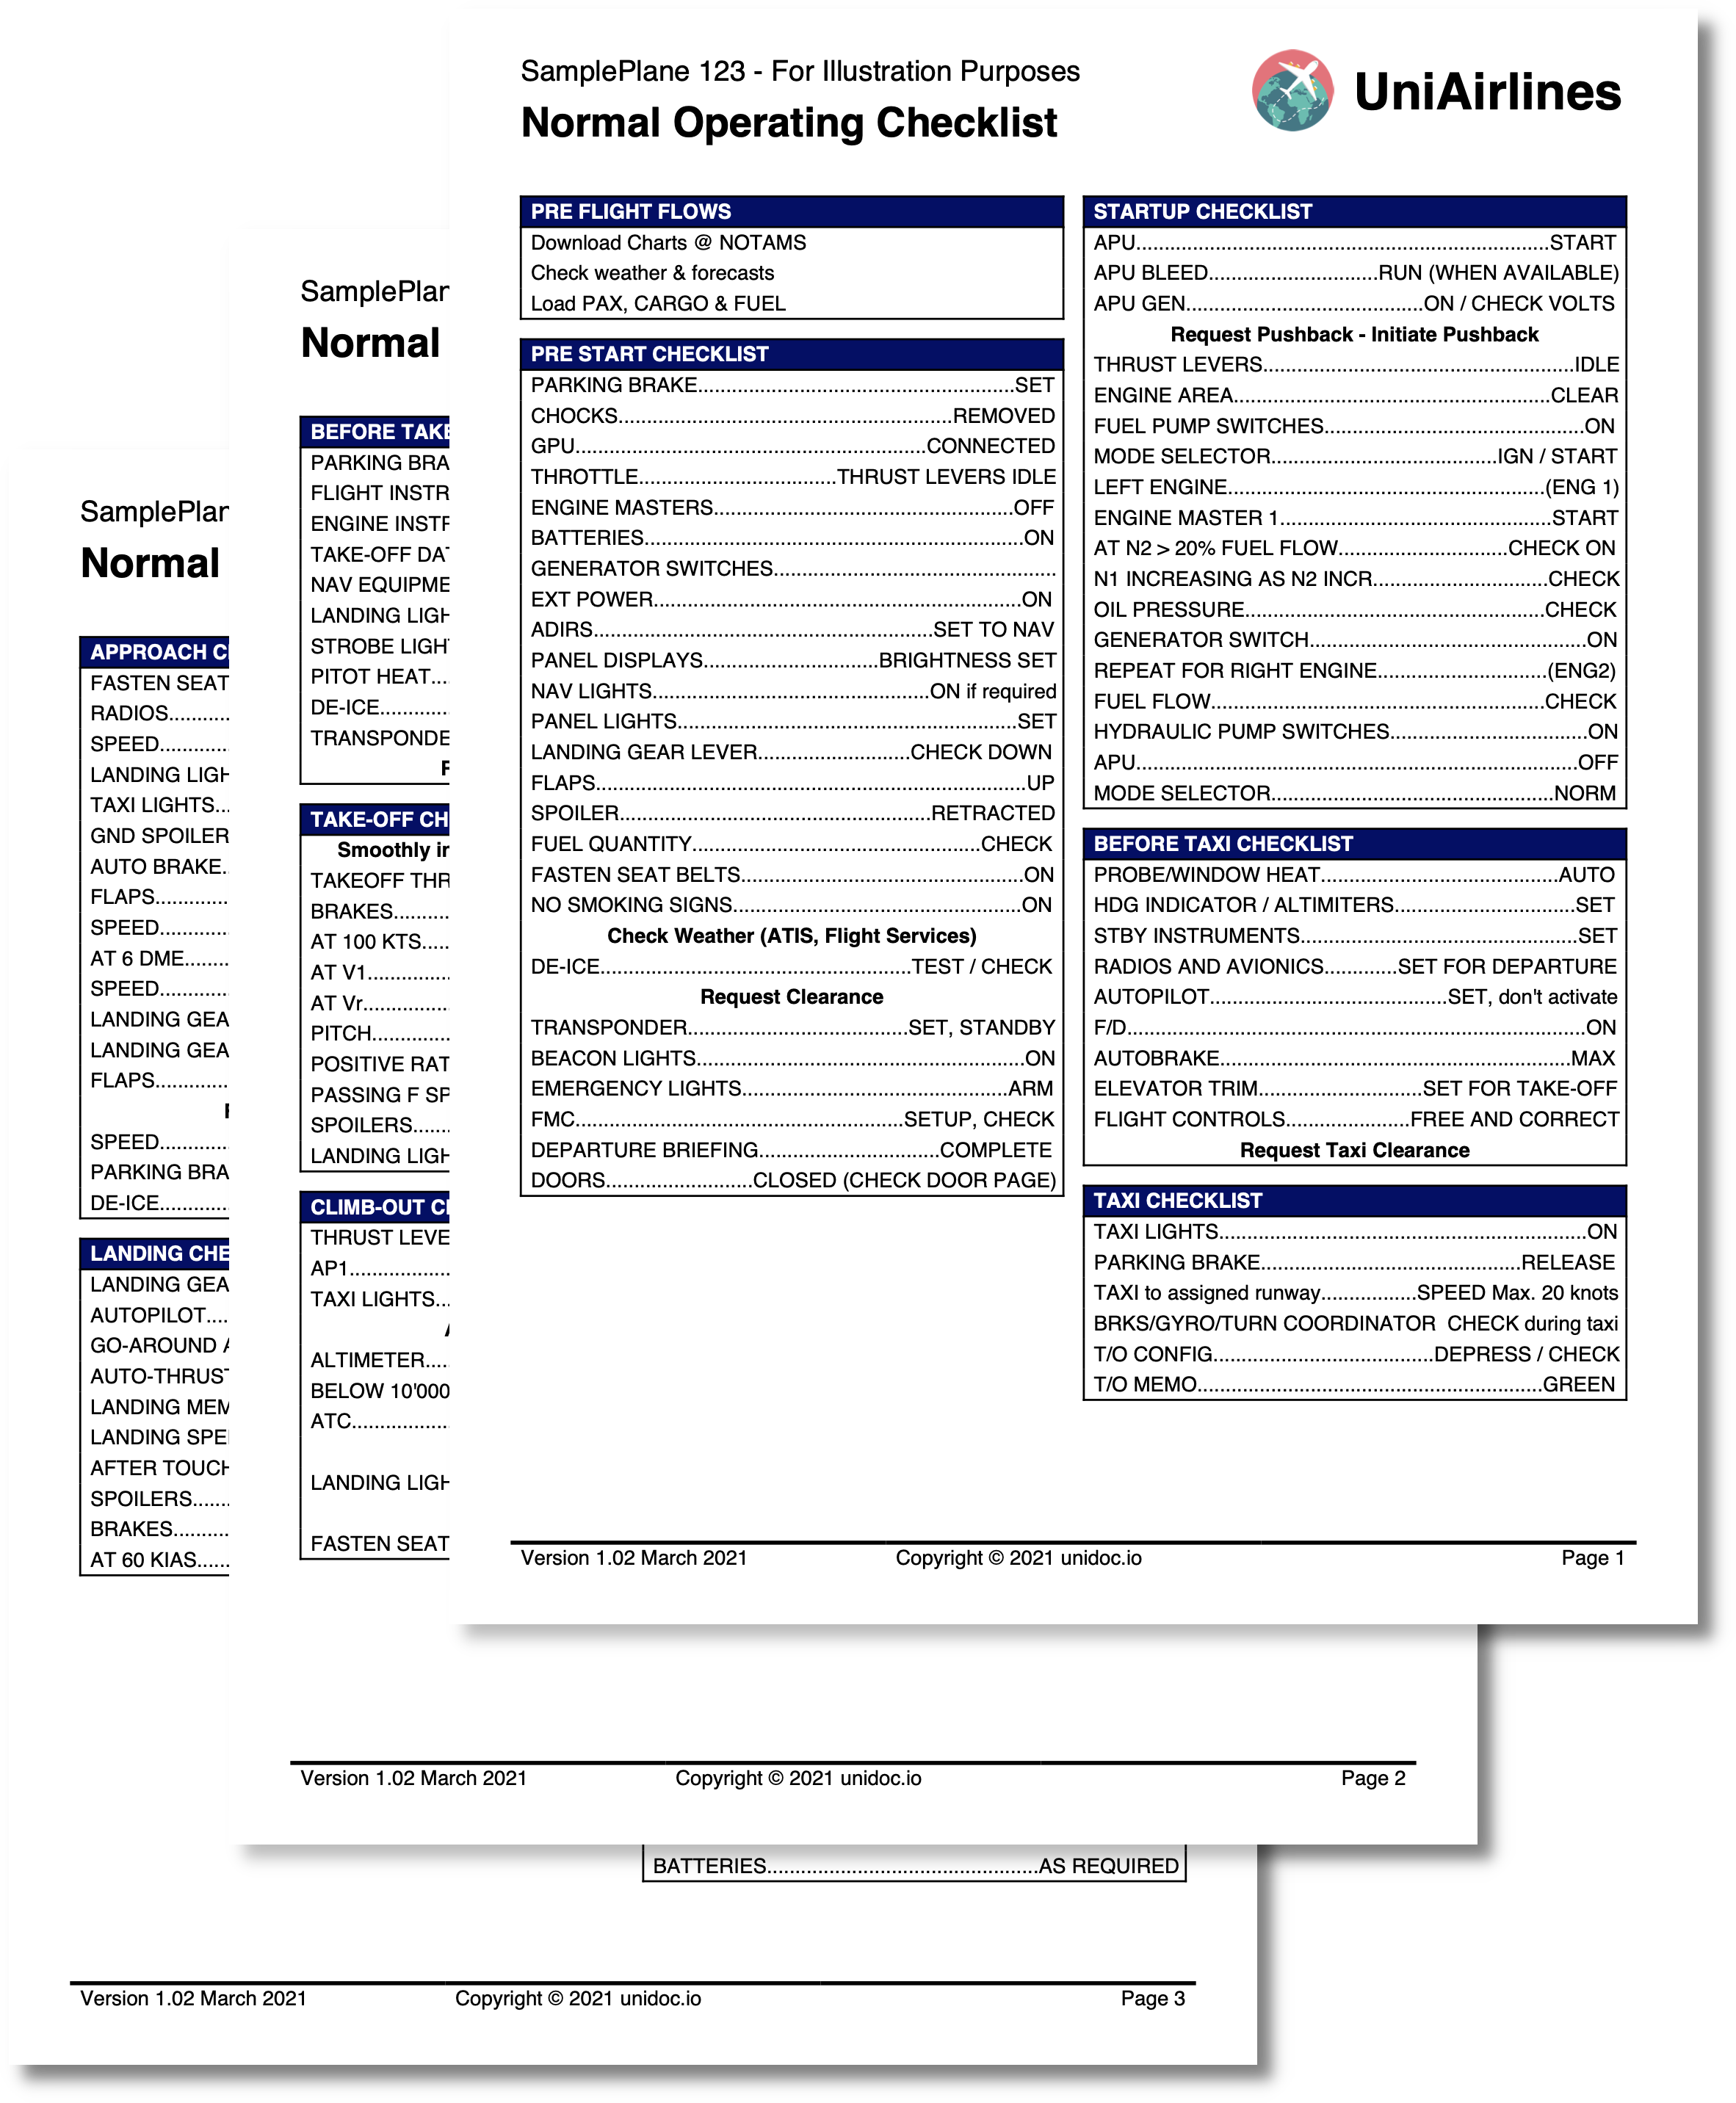 SamplePlane 123 - For Illustration Purposes
Normal Operating Checklist
UniAirlines
PRE FLIGHT FLOWS
Download Charts @ NOTAMS
Check weather & forecasts
Load PAX, CARGO & FUEL
PRE START CHECKLIST
PARKING BRAKE........SET
CHOCKS........REMOVED
GPU........CONNECTED
THROTTLE........THRUST LEVERS IDLE
ENGINE MASTERS........OFF
BATTERIES........ON
GENERATOR SWITCHES........
EXT POWER........ON
ADIRS........SET TO NAV
PANEL DISPLAYS........BRIGHTNESS SET
NAV LIGHTS........ON if required
PANEL LIGHTS........SET
LANDING GEAR LEVER........CHECK DOWN
FLAPS........UP
SPOILER........RETRACTED
FUEL QUANTITY........CHECK
FASTEN SEAT BELTS........ON
NO SMOKING SIGNS........ON
Check Weather (ATIS, Flight Services)
DE-ICE........TEST / CHECK
Request Clearance
TRANSPONDER........SET, STANDBY
BEACON LIGHTS........ON
EMERGENCY LIGHTS........ARM
FMC........SETUP, CHECK
DEPARTURE BRIEFING........COMPLETE
DOORS........CLOSED (CHECK DOOR PAGE)
STARTUP CHECKLIST
APU........START
APU BLEED........RUN (WHEN AVAILABLE)
APU GEN........ON / CHECK VOLTS
Request Pushback - Initiate Pushback
THRUST LEVERS........IDLE
ENGINE AREA........CLEAR
FUEL PUMP SWITCHES........ON
MODE SELECTOR........IGN / START
LEFT ENGINE........(ENG 1)
ENGINE MASTER 1........START
AT N2 > 20% FUEL FLOW........CHECK ON
N1 INCREASING AS N2 INCR........CHECK
OIL PRESSURE........CHECK
GENERATOR SWITCH........ON
REPEAT FOR RIGHT ENGINE........(ENG2)
FUEL FLOW........CHECK
HYDRAULIC PUMP SWITCHES........ON
APU........OFF
MODE SELECTOR........NORM
BEFORE TAXI CHECKLIST
PROBE/WINDOW HEAT........AUTO
HDG INDICATOR / ALTIMITERS........SET
STBY INSTRUMENTS........SET
RADIOS AND AVIONICS........SET FOR DEPARTURE
AUTOPILOT........SET, don't activate
F/D........ON
AUTOBRAKE........MAX
ELEVATOR TRIM........SET FOR TAKE-OFF
FLIGHT CONTROLS........FREE AND CORRECT
Request Taxi Clearance
TAXI CHECKLIST
TAXI LIGHTS........ON
PARKING BRAKE........RELEASE
TAXI to assigned runway........SPEED Max. 20 knots
BRKS/GYRO/TURN COORDINATOR CHECK during taxi
T/O CONFIG........DEPRESS / CHECK
T/O MEMO........GREEN
Version 1.02 March 2021
Copyright © 2021 unidoc.io
Page 1
SamplePlan
Normal
BEFORE TAKE
PARKING BRA
FLIGHT INSTR
ENGINE INST
TAKE-OFF DA
NAV EQUIPME
LANDING LIGH
STROBE LIGH
PITOT HEAT...
DE-ICE........
TRANSPONDE
TAKE-OFF CH
Smoothly in
TAKEOFF THR
BRAKES........
AT 100 KTS.....
AT V1........
AT Vr........
PITCH........
POSITIVE RAT
PASSING F SP
SPOILERS......
LANDING LIGH
CLIMB-OUT C
THRUST LEVE
AP1........
TAXI LIGHTS...
ALTIMETER....
BELOW 10'000
ATC........
LANDING LIGH
FASTEN SEAT
Version 1.02 March 2021
Copyright © 2021 unidoc.io
Page 2
SamplePlan
Normal
APPROACH C
FASTEN SEAT
RADIOS........
SPEED........
LANDING LIGH
TAXI LIGHTS...
GND SPOILER
AUTO BRAKE..
FLAPS........
SPEED........
AT 6 DME........
SPEED........
LANDING GEA
LANDING GEA
FLAPS........
SPEED........
PARKING BRA
DE-ICE........
LANDING CHE
LANDING GEA
AUTOPILOT....
GO-AROUND A
AUTO-THRUST
LANDING MEM
LANDING SPE
AFTER TOUCH
SPOILERS......
BRAKES........
AT 60 KIAS......
BATTERIES........AS REQUIRED
Version 1.02 March 2021
Copyright © 2021 unidoc.io
Page 3